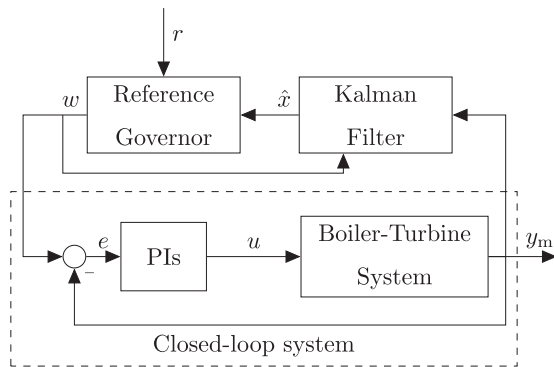 r
w
Reference
Governor
x̂
Kalman
Filter
e
−
PIs
u
Boiler-Turbine
System
yₘ
Closed-loop system